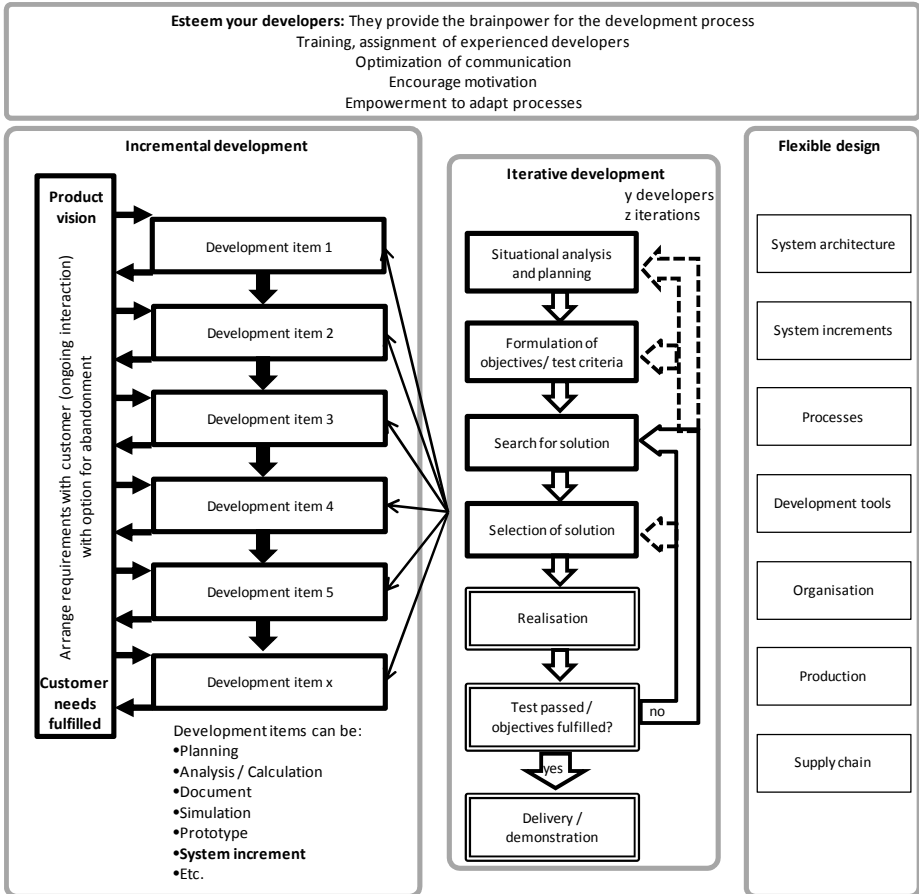 Esteem your developers: They provide the brainpower for the development process
Training, assignment of experienced developers
Optimization of communication
Encourage motivation
Empowerment to adapt processes
Incremental development
Product
vision
Arrange requirements with customer (ongoing interaction)
with option for abandonment
Customer
needs
fulfilled
Development item 1
Development item 2
Development item 3
Development item 4
Development item 5
Development item x
Development items can be:
•Planning
•Analysis / Calculation
•Document
•Simulation
•Prototype
•System increment
•Etc.
Iterative development
y developers
z iterations
Situational analysis
and planning
Formulation of
objectives/ test criteria
Search for solution
Selection of solution
Realisation
Test passed /
objectives fulfilled?
no
yes
Delivery /
demonstration
Flexible design
System architecture
System increments
Processes
Development tools
Organisation
Production
Supply chain